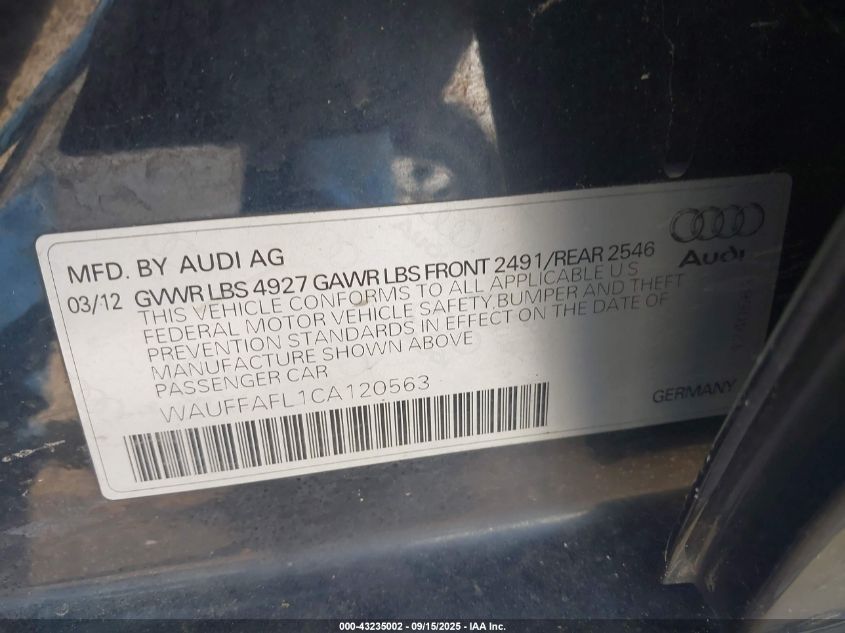 MFD. BY AUDI AG
03/12 GVWR LBS 4927 GAWR LBS FRONT 2491/REAR 2546
THIS VEHICLE CONFORMS TO ALL APPLICABLE U S
FEDERAL MOTOR VEHICLE SAFETY,BUMPER AND THEFT
PREVENTION STANDARDS IN EFFECT ON THE DATE OF
MANUFACTURE SHOWN ABOVE
PASSENGER CAR
WAUFFAFL1CA120563
Audi
GERMANY
000-43235002 - 09/15/2025 - IAA Inc.